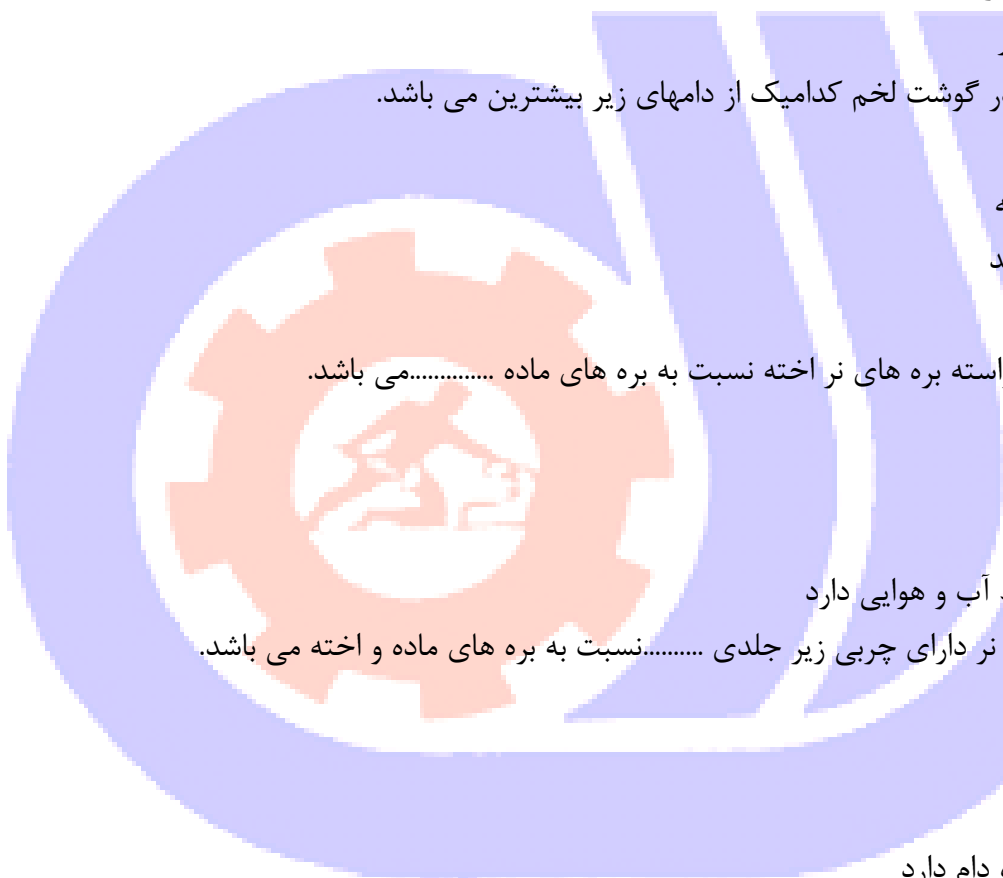 ر گوشت لخم کدامیک از دامهای زیر بیشترین می باشد.
د
استه بره های نر اخته نسبت به بره های ماده ..............می باشد.
آب و هوایی دارد
نر دارای چربی زیر جلدی ..........نسبت به بره های ماده و اخته می باشد.
دام دارد